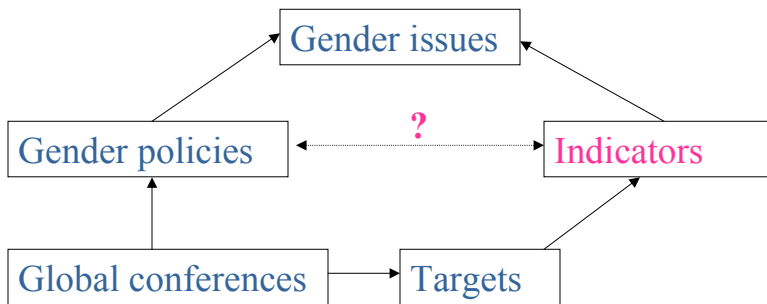 Gender issues
?
Gender policies
Indicators
Global conferences
Targets